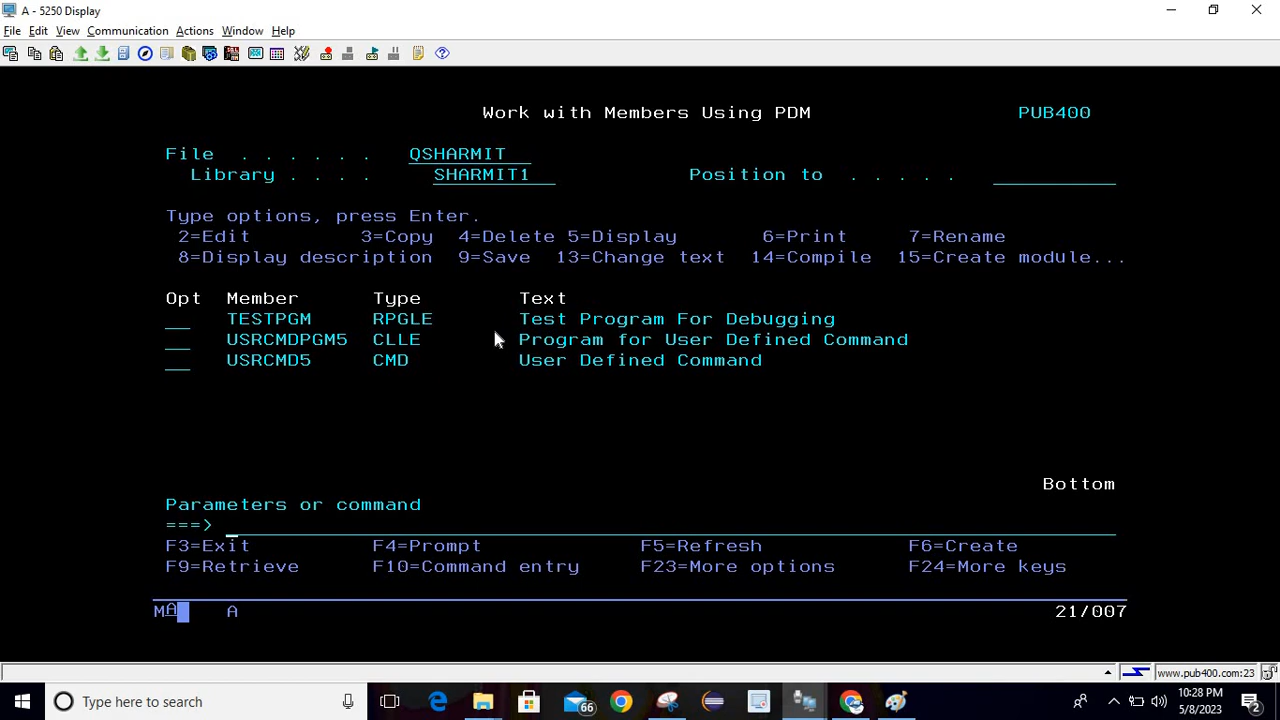 A - 5250 Display
File Edit View Communication Actions Window Help
Work with Members Using PDM PUB400
File . . . . . . QSHARMIT
Library . . . . SHARMIT1 Position to . . . . .
Type options, press Enter.
2=Edit 3=Copy 4=Delete 5=Display 6=Print 7=Rename
8=Display description 9=Save 13=Change text 14=Compile 15=Create module...
Opt Member Type Text
TESTPGM RPGLE Test Program For Debugging
USRCMDPGM5 CLLE Program for User Defined Command
USRCMD5 CMD User Defined Command
Bottom
Parameters or command
===>
F3=Exit F4=Prompt F5=Refresh F6=Create
F9=Retrieve F10=Command entry F23=More options F24=More keys
MA A 21/007
www.pub400.com:23
Type here to search 66 10:28 PM
5/8/2023 2